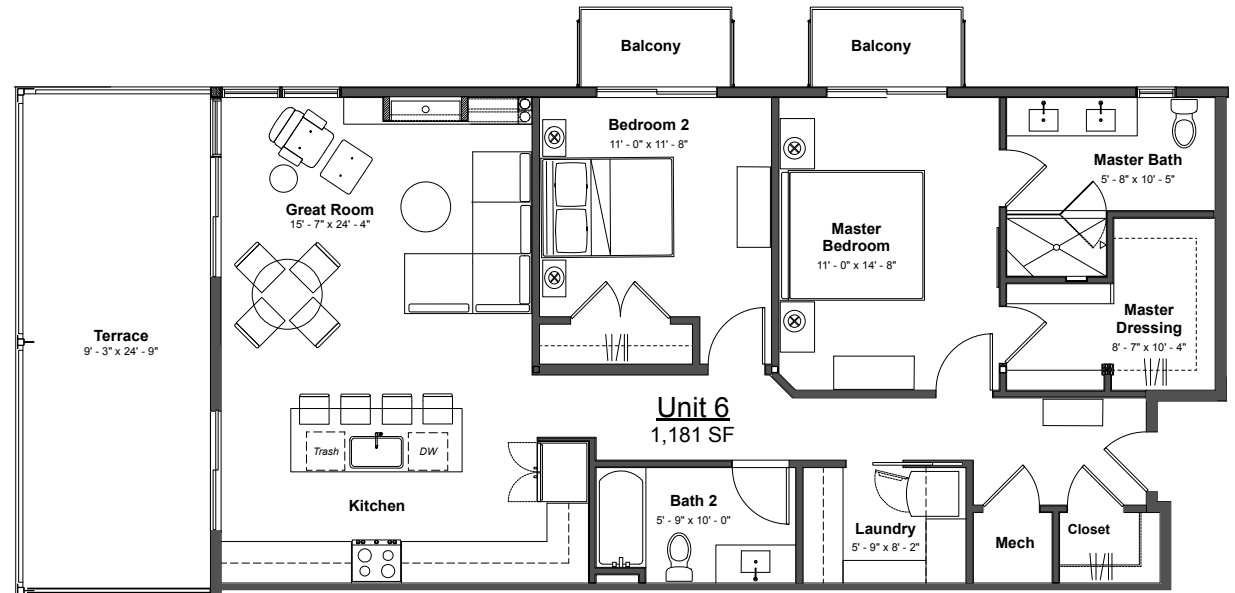 Balcony
Balcony
Bedroom 2
11' - 0" x 11' - 8"
Master Bath
5' - 8" x 10' - 5"
Great Room
15' - 7" x 24' - 4"
Master
Bedroom
11' - 0" x 14' - 8"
Terrace
9' - 3" x 24' - 9"
Master
Dressing
8' - 7" x 10' - 4"
Unit 6
1,181 SF
Trash
DW
Kitchen
Bath 2
5' - 9" x 10' - 0"
Laundry
5' - 9" x 8' - 2"
Mech
Closet